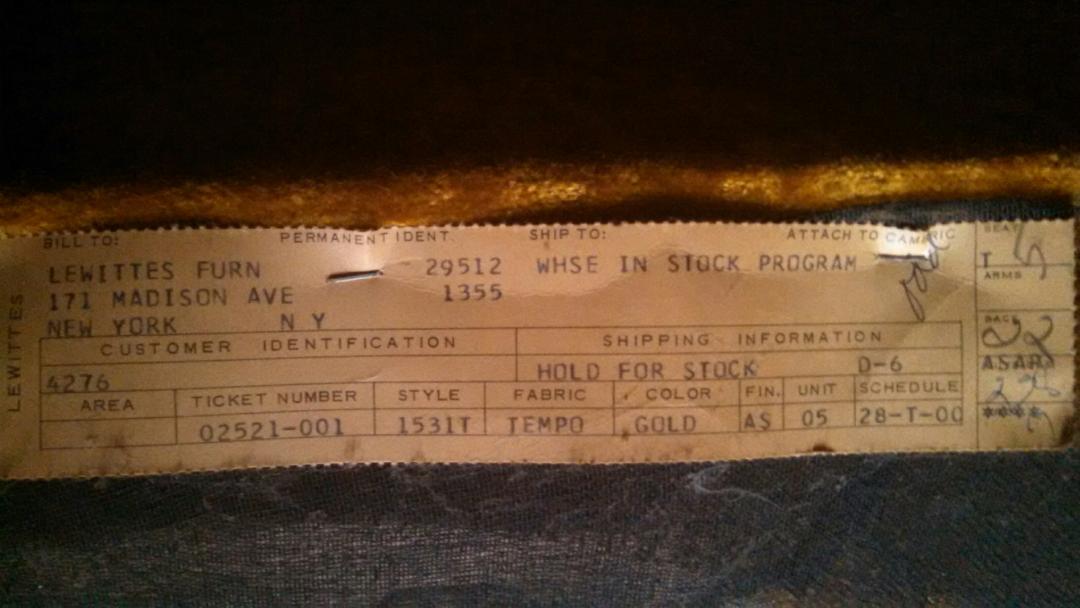 BILL TO: PERMANENT IDENT. SHIP TO: ATTACH TO CAMBRIC SEAT
LEWITTES FURN 29512 WHSE IN STOCK PROGRAM T
171 MADISON AVE 1355 ARMS
NEW YORK N Y BACK
CUSTOMER IDENTIFICATION SHIPPING INFORMATION
4276 HOLD FOR STOCK D-6 ASAP
AREA TICKET NUMBER STYLE FABRIC COLOR FIN. UNIT SCHEDULE
02521-001 1531T TEMPO GOLD AS 05 28-T-00 ****
LEWITTES